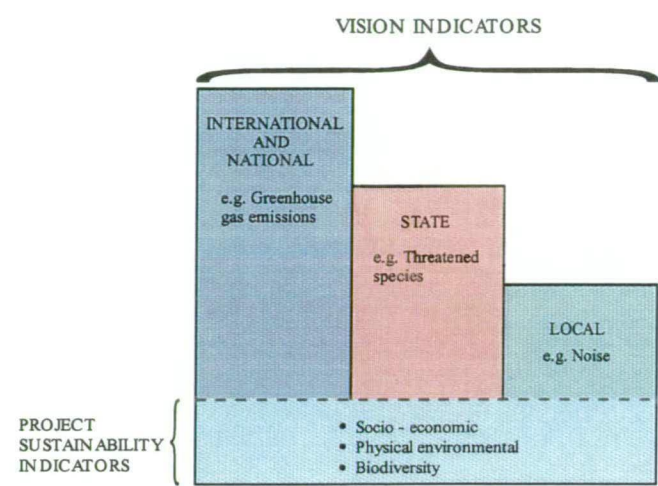 VISION INDICATORS
INTERNATIONAL
AND
NATIONAL
e.g. Greenhouse
gas emissions
STATE
e.g. Threatened
species
LOCAL
e.g. Noise
PROJECT
SUSTAINABILITY
INDICATORS
• Socio - economic
• Physical environmental
• Biodiversity